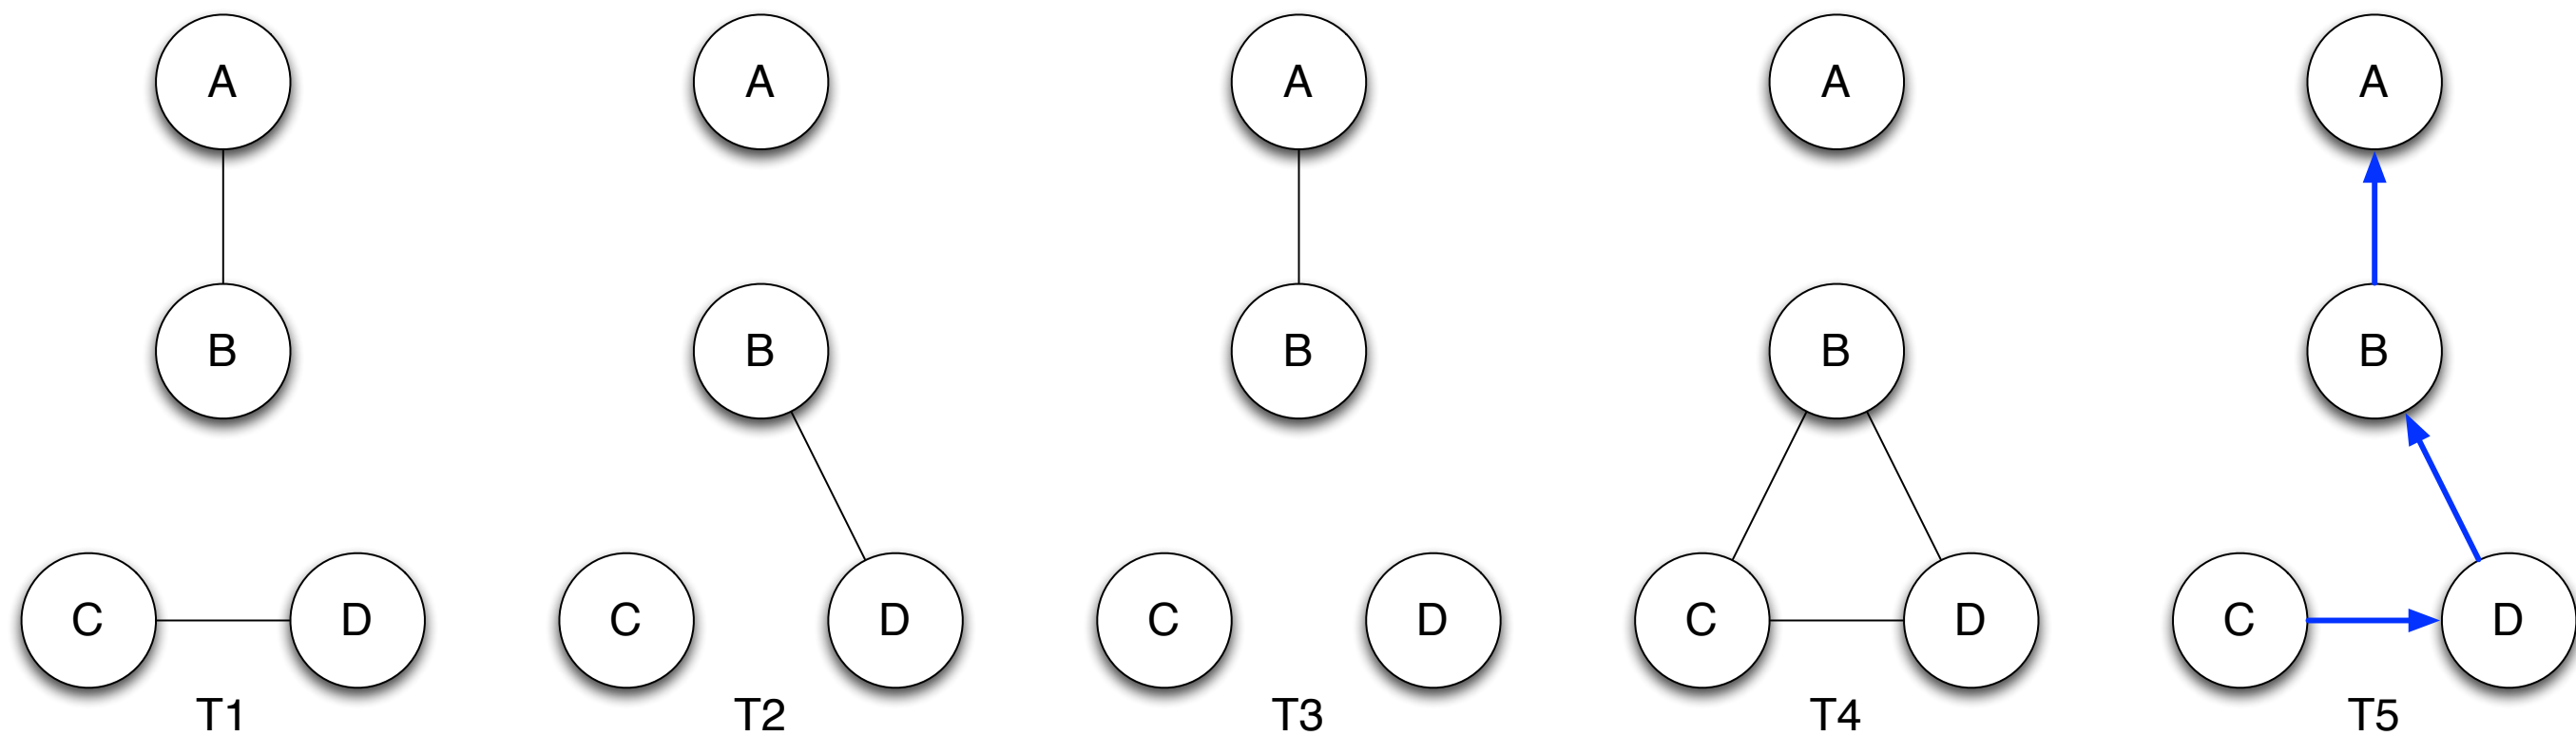 A A A A A
B B B B B
C D C D C D C D C D
T1 T2 T3 T4 T5